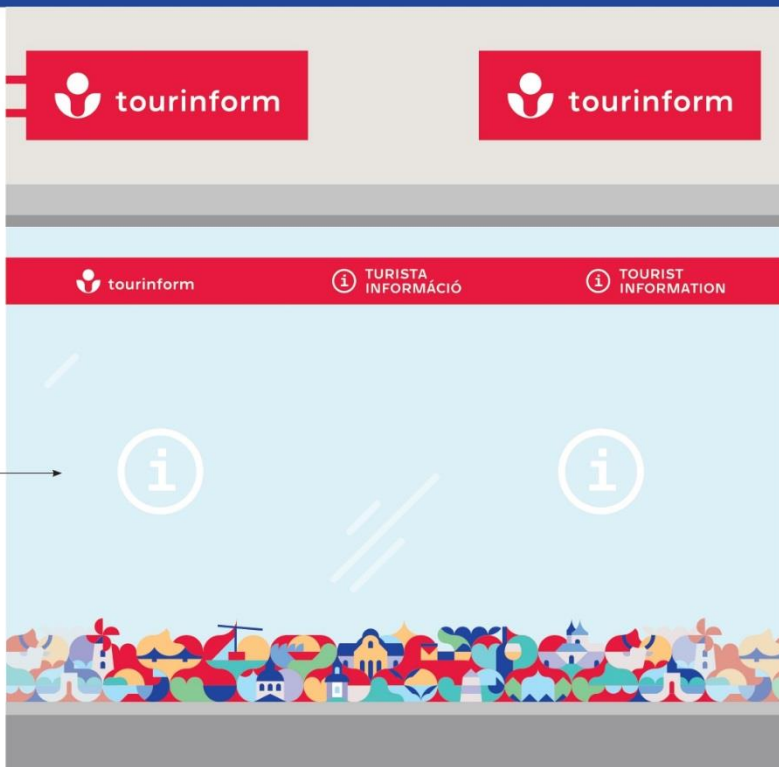 tourinform
tourinform
tourinform
TURISTA
INFORMÁCIÓ
TOURIST
INFORMATION